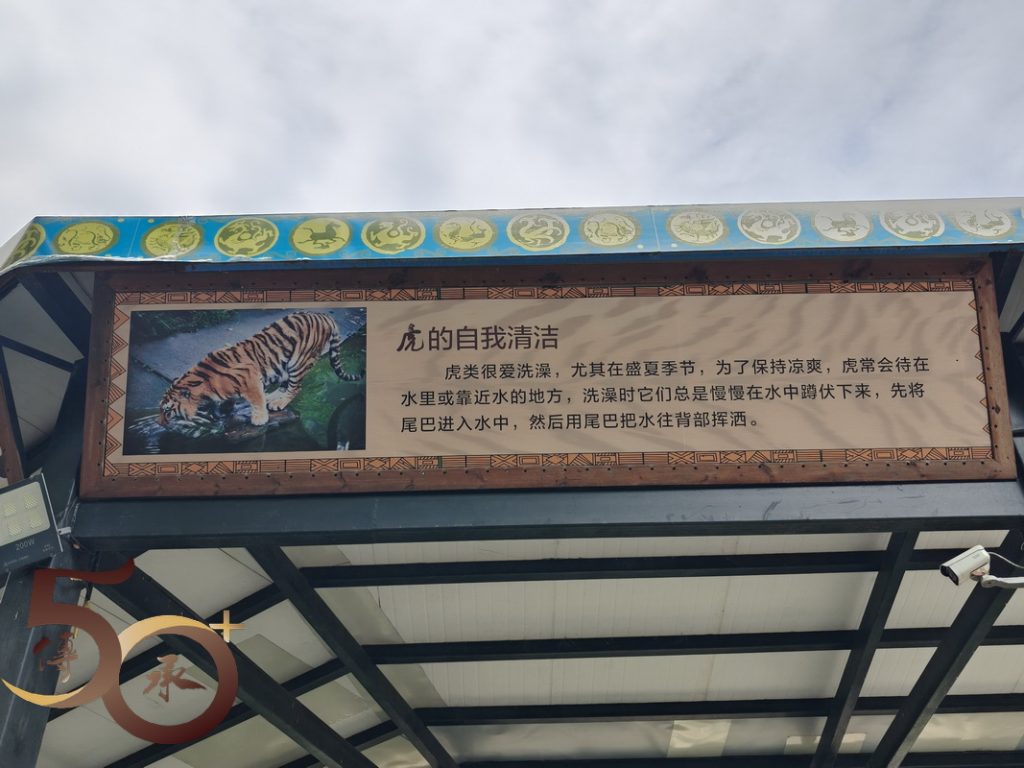 虎的自我清洁
虎类很爱洗澡，尤其在盛夏季节，为了保持凉爽，虎常会待在
水里或靠近水的地方，洗澡时它们总是慢慢在水中蹲伏下来，先将
尾巴进入水中，然后用尾巴把水往背部挥洒。
200W
50+
傳承